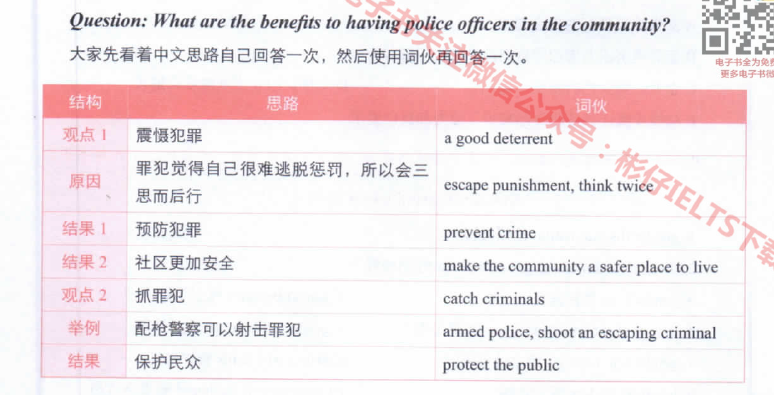 Question: What are the benefits to having police officers in the community?
大家先看着中文思路自己回答一次，然后使用词伙再回答一次。
电子书全为免费
更多电子书微
结构 思路 词伙
观点 1 震慑犯罪 a good deterrent
原因 罪犯觉得自己很难逃脱惩罚，所以会三
思而后行 escape punishment, think twice
结果 1 预防犯罪 prevent crime
结果 2 社区更加安全 make the community a safer place to live
观点 2 抓罪犯 catch criminals
举例 配枪警察可以射击罪犯 armed police, shoot an escaping criminal
结果 保护民众 protect the public
电子书关注微信公众号：彬仔IELTS下载